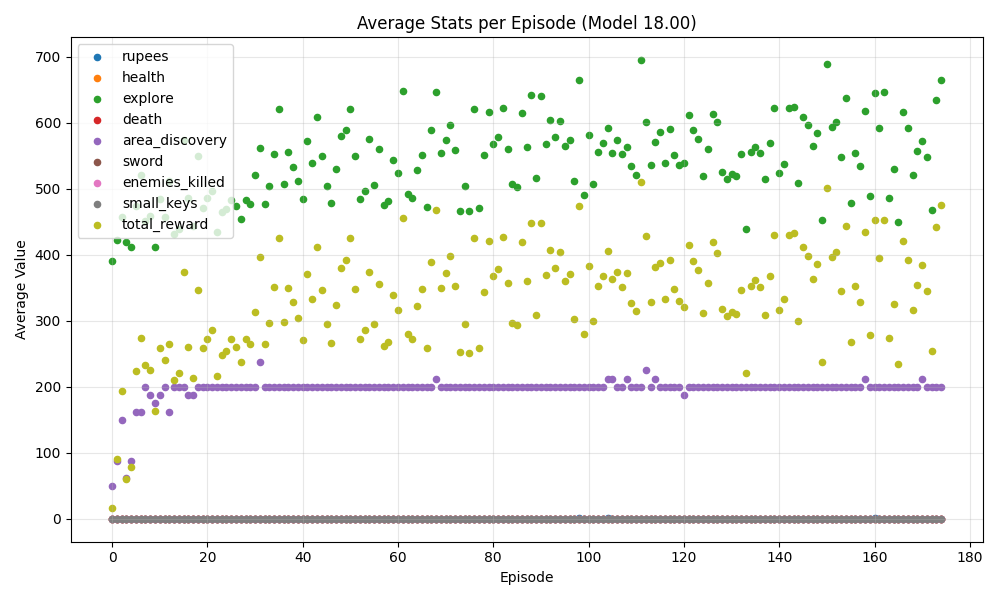 Average Stats per Episode (Model 18.00)
700
600
500
400
300
200
100
0
Average Value
rupees
health
explore
death
area_discovery
sword
enemies_killed
small_keys
total_reward
0 20 40 60 80 100 120 140 160 180
Episode